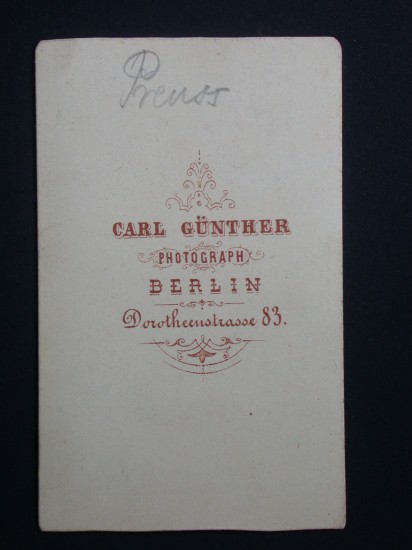 Preuss
CARL GÜNTHER
PHOTOGRAPH
BERLIN
Dorotheenstrasse 83.